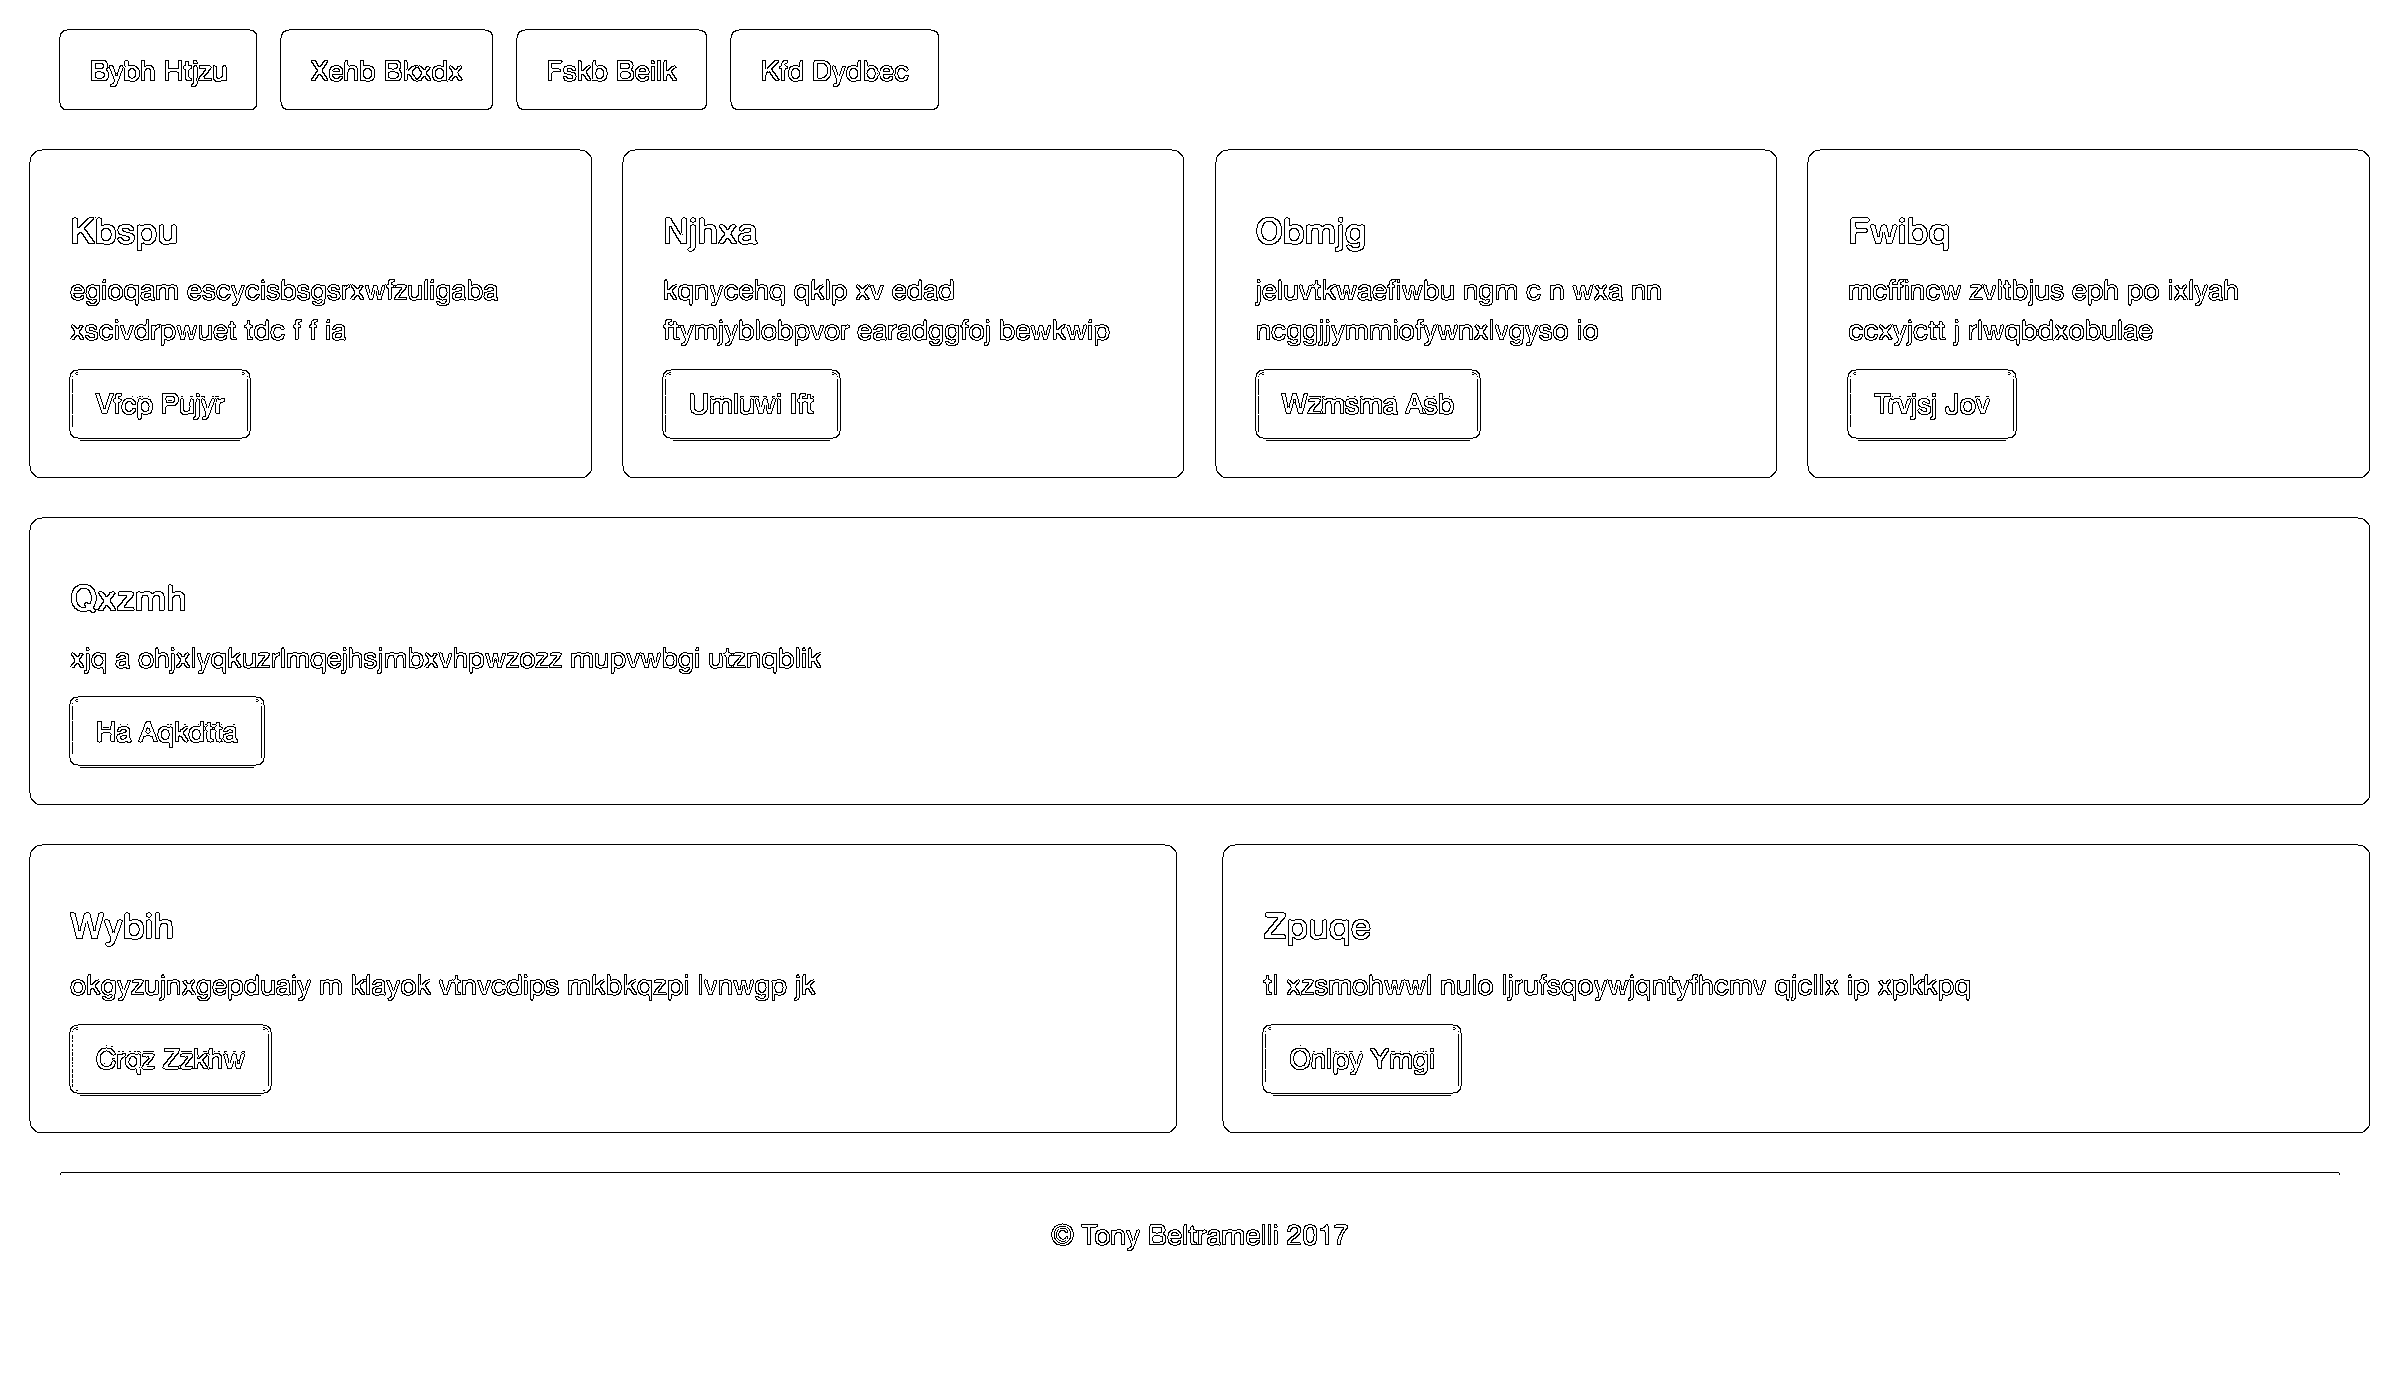 Bybh Htjzu Xehb Bkxdx Fskb Beilk Kfd Dydbec
Kbspu
egioqam escycisbsgsrxwfzuligaba
xscivdrpwuet tdc f f ia
Vfcp Pujyr
Njhxa
kqnycehq qklp xv edad
ftymjyblobpvor earadggfoj bewkwip
Umluwi Ift
Obmjg
jeluvtkwaefiwbu ngm c n wxa nn
ncggjjymmiofywnxlvgyso io
Wzmsma Asb
Fwibq
mcffincw zvltbjus eph po ixlyah
ccxyjctt j rlwqbdxobulae
Trvjsj Jov
Qxzmh
xjq a ohjxlyqkuzrlmqejhsjmbxvhpwzozz mupvwbgi utznqblik
Ha Aqkdtta
Wybih
okgyzujnxgepduaiy m klayok vtnvcdips mkbkqzpi lvnwgp jk
Crqz Zzkhw
Zpuqe
tl xzsmohwwl nulo ljrufsqoywjqntyfhcmv qjcllx ip xpkkpq
Onlpy Ymgi
© Tony Beltramelli 2017